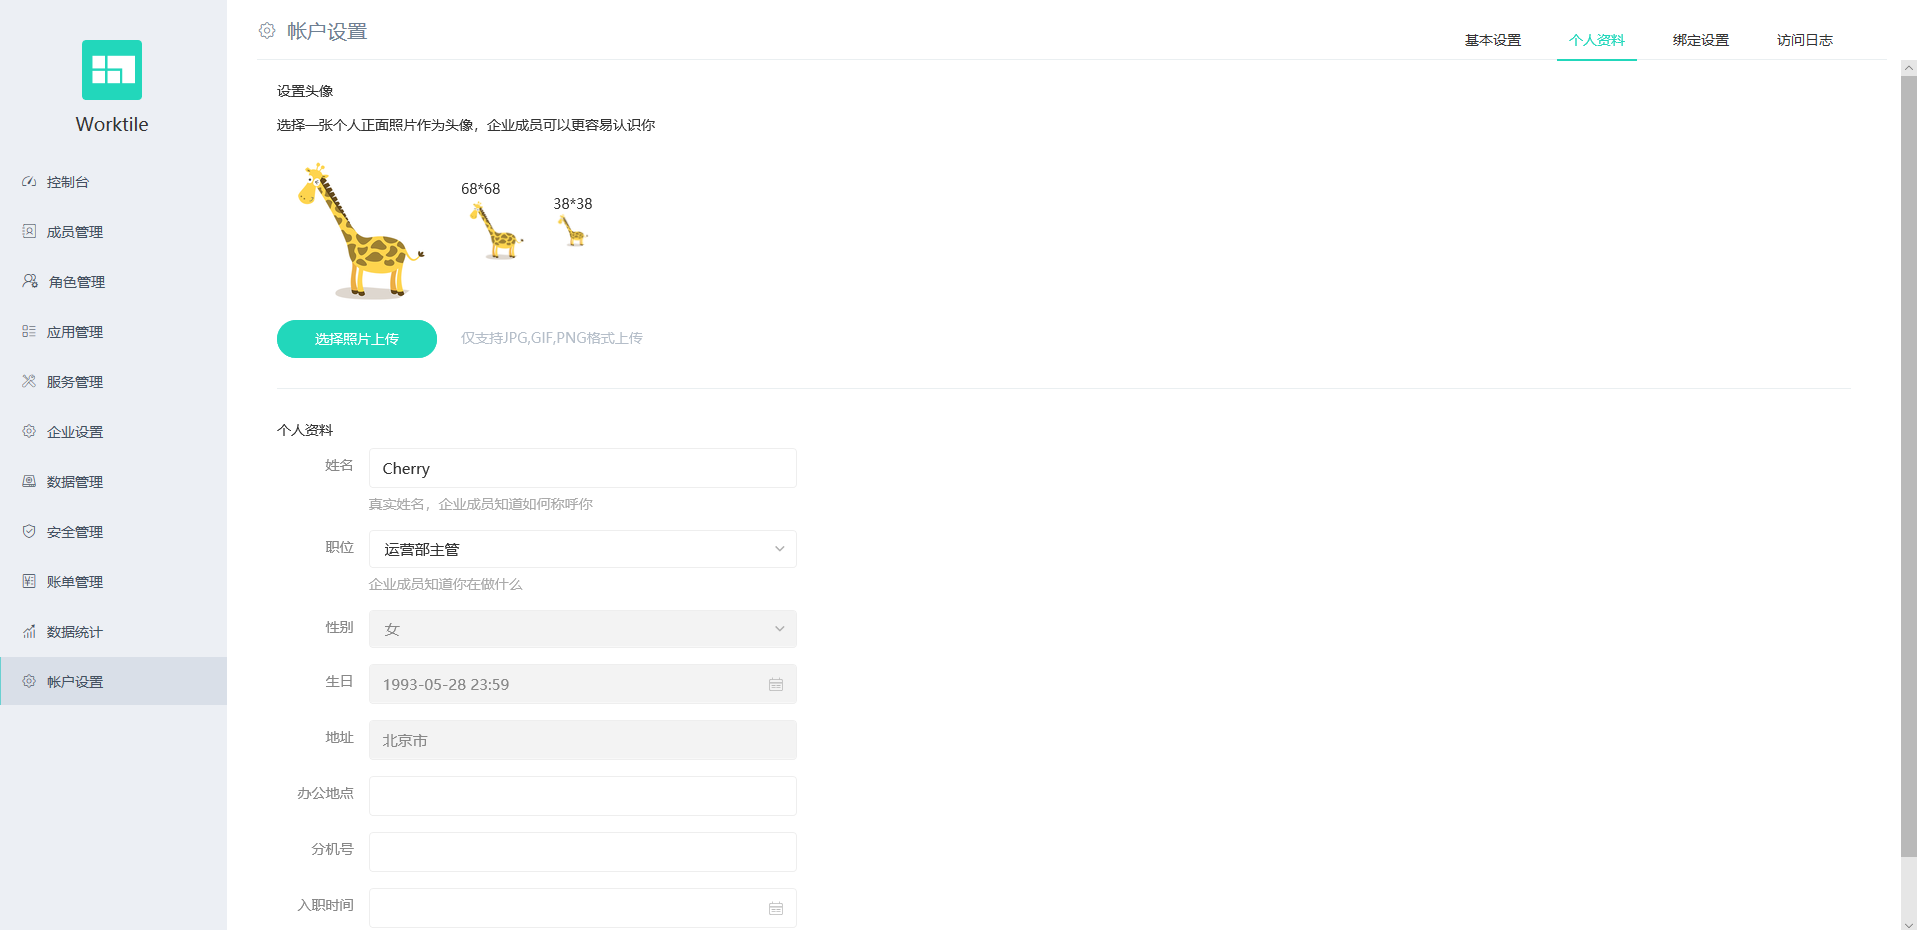 Worktile
控制台
成员管理
角色管理
应用管理
服务管理
企业设置
数据管理
安全管理
账单管理
数据统计
帐户设置
帐户设置
基本设置
个人资料
绑定设置
访问日志
设置头像
选择一张个人正面照片作为头像，企业成员可以更容易认识你
68*68
38*38
选择照片上传
仅支持JPG,GIF,PNG格式上传
个人资料
姓名
Cherry
真实姓名，企业成员知道如何称呼你
职位
运营部主管
企业成员知道你在做什么
性别
女
生日
1993-05-28 23:59
地址
北京市
办公地点
分机号
入职时间